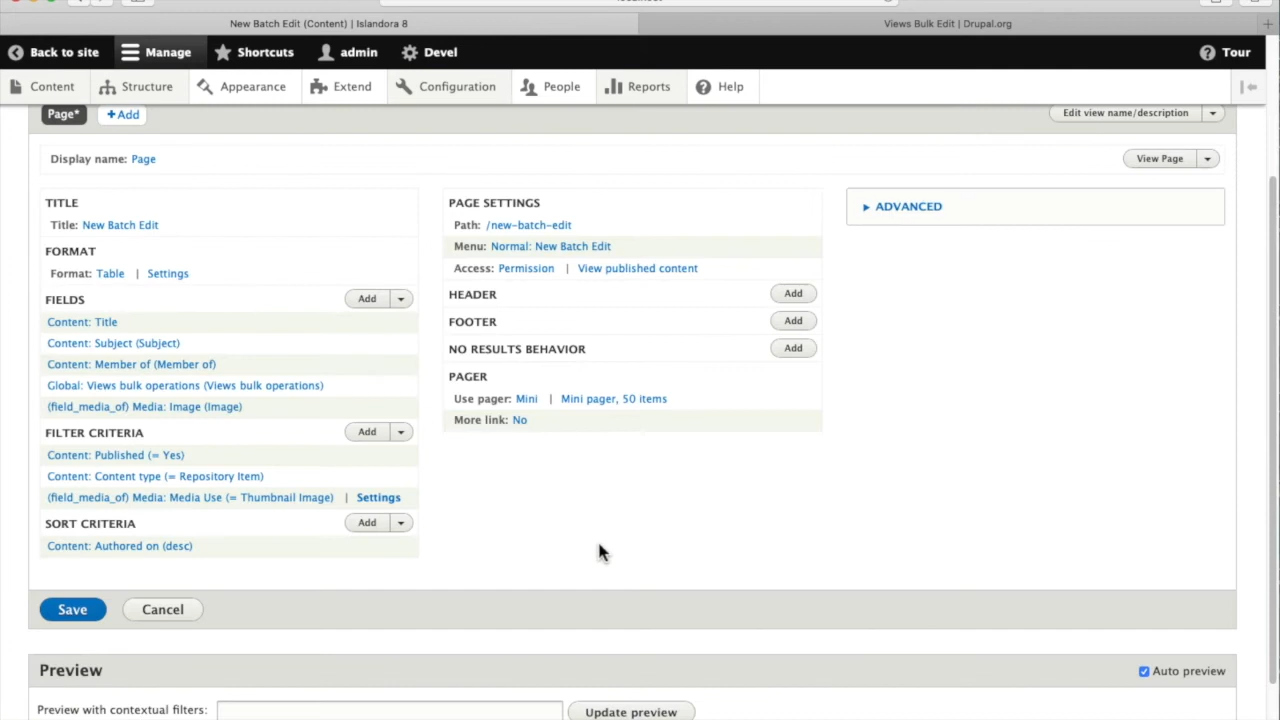 New Batch Edit (Content) | Islandora 8
Views Bulk Edit | Drupal.org
Back to site
Manage
Shortcuts
admin
Devel
Tour
Content
Structure
Appearance
Extend
Configuration
People
Reports
Help
Page*
+Add
Edit view name/description
Display name: Page
View Page
TITLE
Title: New Batch Edit
FORMAT
Format: Table | Settings
FIELDS
Add
Content: Title
Content: Subject (Subject)
Content: Member of (Member of)
Global: Views bulk operations (Views bulk operations)
(field_media_of) Media: Image (Image)
FILTER CRITERIA
Add
Content: Published (= Yes)
Content: Content type (= Repository Item)
(field_media_of) Media: Media Use (= Thumbnail Image) | Settings
SORT CRITERIA
Add
Content: Authored on (desc)
PAGE SETTINGS
Path: /new-batch-edit
Menu: Normal: New Batch Edit
Access: Permission | View published content
HEADER
Add
FOOTER
Add
NO RESULTS BEHAVIOR
Add
PAGER
Use pager: Mini | Mini pager, 50 items
More link: No
ADVANCED
Save
Cancel
Preview
Auto preview
Preview with contextual filters:
Update preview